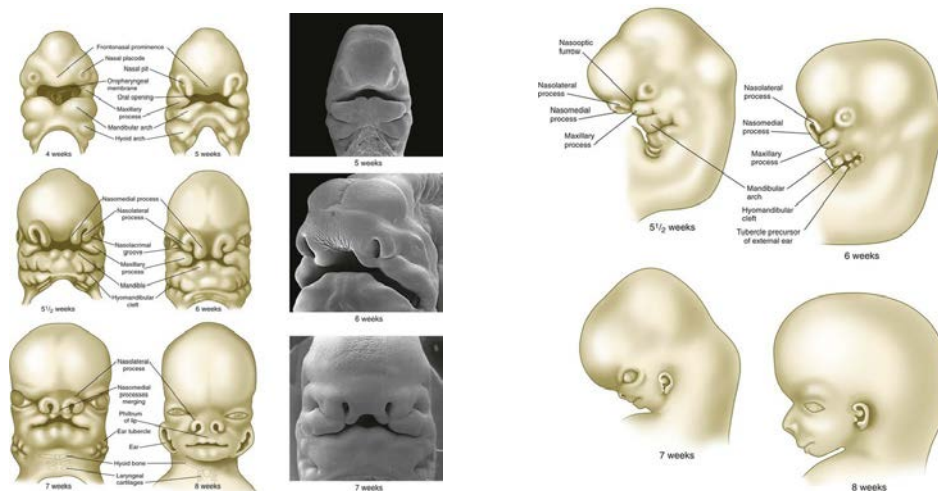 Frontonasal prominence
Nasal placode
Nasal pit
Oropharyngeal
membrane
Oral opening
Maxillary
process
Mandibular arch
Hyoid arch
4 weeks
5 weeks
5 weeks
Nasomedial process
Nasolateral
process
Nasolacrimal
groove
Maxillary
process
Mandible
Hyomandibular
cleft
5 1/2 weeks
6 weeks
6 weeks
Nasolateral
process
Nasomedial
processes
merging
Philtrum
of lip
Ear tubercle
Ear
Hyoid bone
Laryngeal
cartilages
7 weeks
8 weeks
7 weeks
Nasooptic
furrow
Nasolateral
process
Nasomedial
process
Maxillary
process
5 1/2 weeks
Nasolateral
process
Nasomedial
process
Maxillary
process
Mandibular
arch
Hyomandibular
cleft
Tubercle precursor
of external ear
6 weeks
7 weeks
8 weeks